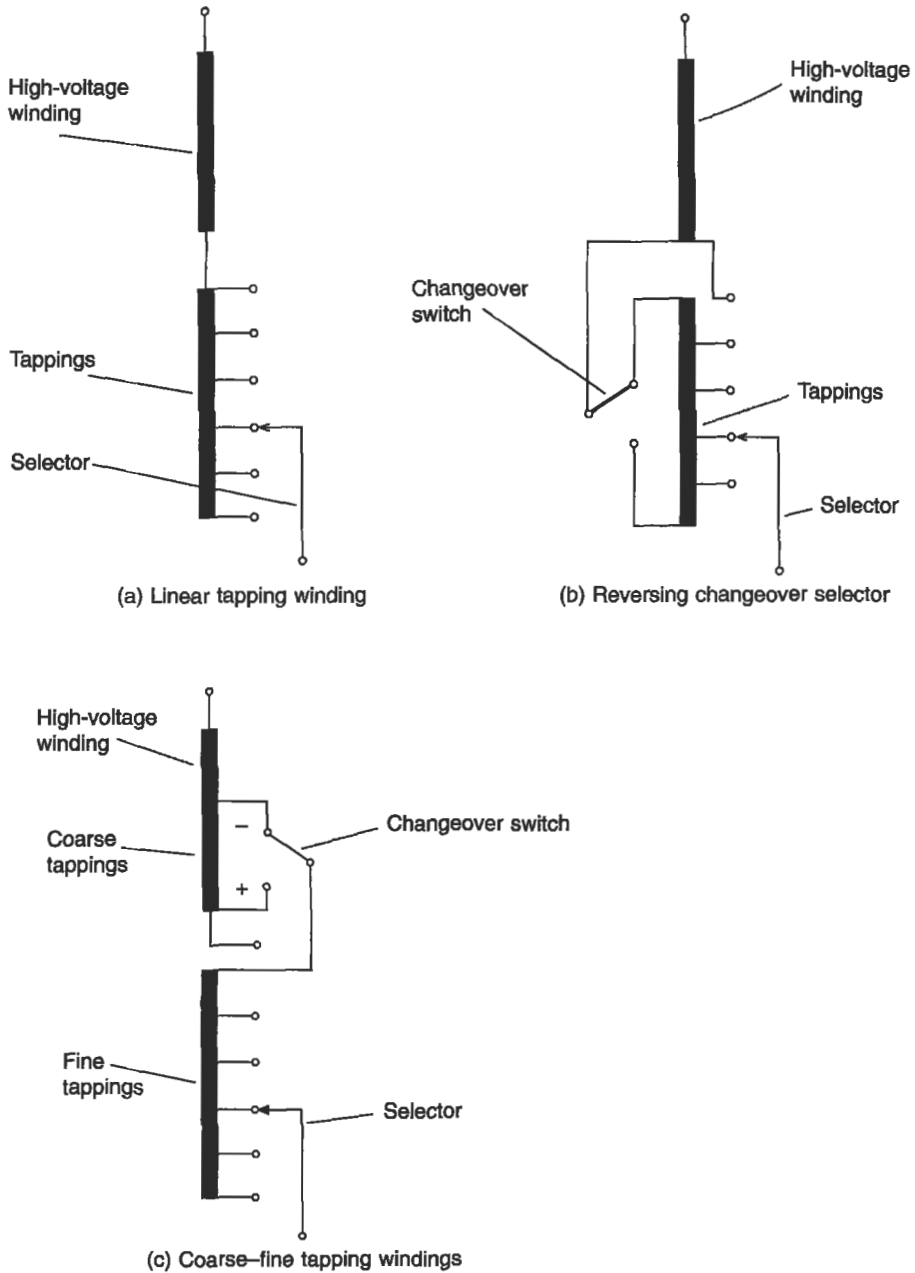 High-voltage
winding
Tappings
Selector
(a) Linear tapping winding
High-voltage
winding
Changeover
switch
Tappings
Selector
(b) Reversing changeover selector
High-voltage
winding
Coarse
tappings
−
+
Changeover switch
Fine
tappings
Selector
(c) Coarse–fine tapping windings